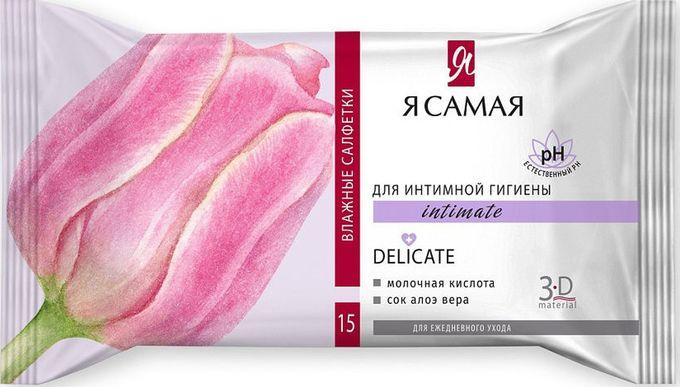 Я
Я САМАЯ
pH
ЕСТЕСТВЕННЫЙ PH
ДЛЯ ИНТИМНОЙ ГИГИЕНЫ
intimate
DELICATE
молочная кислота
сок алоэ вера
3·D
material
ДЛЯ ЕЖЕДНЕВНОГО УХОДА
ВЛАЖНЫЕ САЛФЕТКИ
15